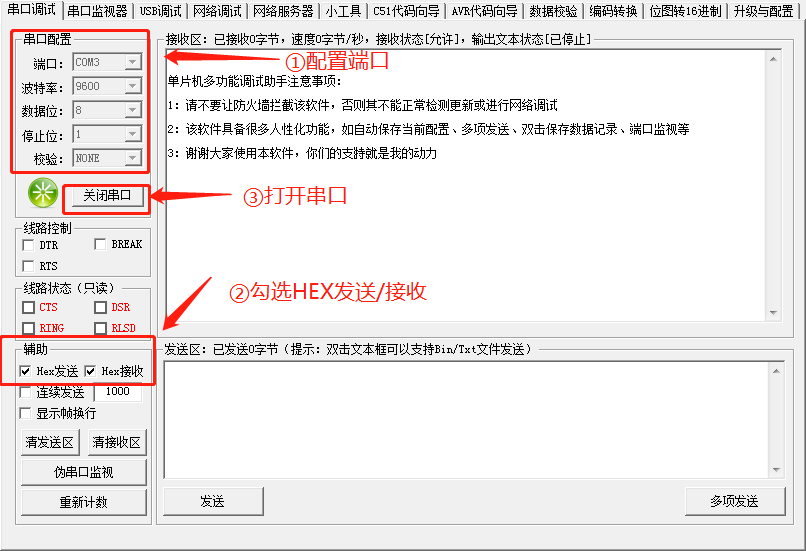 串口调试 串口监视器 USB调试 网络调试 网络服务器 小工具 C51代码向导 AVR代码向导 数据校验 编码转换 位图转16进制 升级与配置
串口配置
端口： COM3
波特率： 9600
数据位： 8
停止位： 1
校验： NONE
关闭串口
线路控制
DTR BREAK
RTS
线路状态（只读）
CTS DSR
RING RLSD
辅助
Hex发送 Hex接收
连续发送 1000
显示帧换行
清发送区 清接收区
伪串口监视
重新计数
接收区：已接收0字节，速度0字节/秒，接收状态[允许]，输出文本状态[已停止]
①配置端口
单片机多功能调试助手注意事项：
1：请不要让防火墙拦截该软件，否则其不能正常检测更新或进行网络调试
2：该软件具备很多人性化功能，如自动保存当前配置、多项发送、双击保存数据记录、端口监视等
3：谢谢大家使用本软件，你们的支持就是我的动力
③打开串口
②勾选HEX发送/接收
发送区：已发送0字节（提示：双击文本框可以支持Bin/Txt文件发送）
发送 多项发送